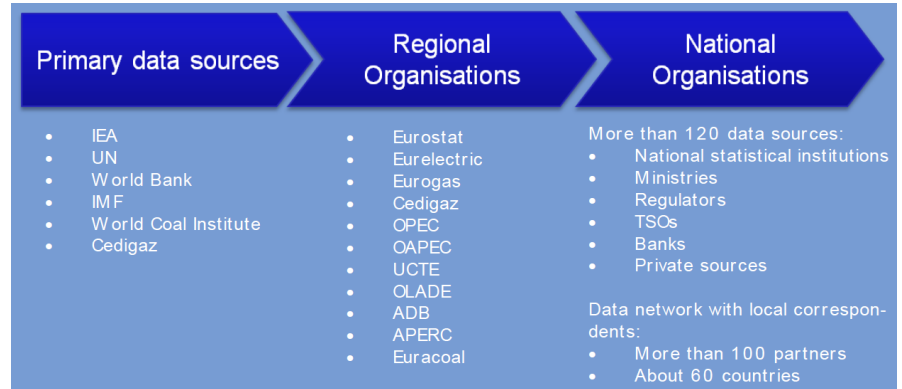 Primary data sources
Regional
Organisations
National
Organisations
• IEA
• UN
• World Bank
• IMF
• World Coal Institute
• Cedigaz
• Eurostat
• Eurelectric
• Eurogas
• Cedigaz
• OPEC
• OAPEC
• UCTE
• OLADE
• ADB
• APERC
• Euracoal
More than 120 data sources:
• National statistical institutions
• Ministries
• Regulators
• TSOs
• Banks
• Private sources
Data network with local correspon-
dents:
• More than 100 partners
• About 60 countries